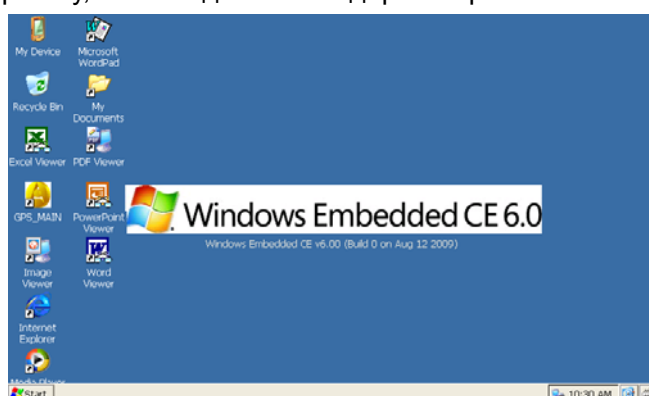 My Device
Microsoft
WordPad
Recycle Bin
My
Documents
Excel Viewer
PDF Viewer
GPS_MAIN
PowerPoint
Viewer
Windows Embedded CE 6.0
Windows Embedded CE v6.00 (Build 0 on Aug 12 2009)
Image
Viewer
Word
Viewer
Internet
Explorer
Media Player
Start
10:30 AM